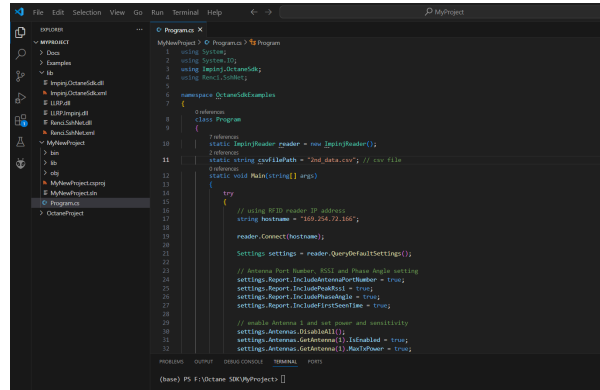 File Edit Selection View Go Run Terminal Help
MyProject
EXPLORER
MYPROJECT
Docs
Examples
lib
Impinj.OctaneSdk.dll
Impinj.OctaneSdk.xml
LLRP.dll
LLRP.Impinj.dll
Renci.SshNet.dll
Renci.SshNet.xml
MyNewProject
bin
lib
obj
MyNewProject.csproj
MyNewProject.sln
Program.cs
OctaneProject
Program.cs
MyNewProject > Program.cs > Program
1 using System;
2 using System.IO;
3 using Impinj.OctaneSdk;
4 using Renci.SshNet;
5
6 namespace OctaneSdkExamples
7 {
0 references
8 class Program
9 {
7 references
10 static ImpinjReader reader = new ImpinjReader();
2 references
11 static string csvFilePath = "2nd_data.csv"; // csv file
0 references
12 static void Main(string[] args)
13 {
14 try
15 {
16 // using RFID reader IP address
17 string hostname = "169.254.72.166";
18
19 reader.Connect(hostname);
20
21 Settings settings = reader.QueryDefaultSettings();
22
23 // Antenna Port Number, RSSI and Phase Angle setting
24 settings.Report.IncludeAntennaPortNumber = true;
25 settings.Report.IncludePeakRssi = true;
26 settings.Report.IncludePhaseAngle = true;
27 settings.Report.IncludeFirstSeenTime = true;
28
29 // enable Antenna 1 and set power and sensitivity
30 settings.Antennas.DisableAll();
31 settings.Antennas.GetAntenna(1).IsEnabled = true;
32 settings.Antennas.GetAntenna(1).MaxTxPower = true;
PROBLEMS OUTPUT DEBUG CONSOLE TERMINAL PORTS
(base) PS F:\Octane SDK\MyProject>